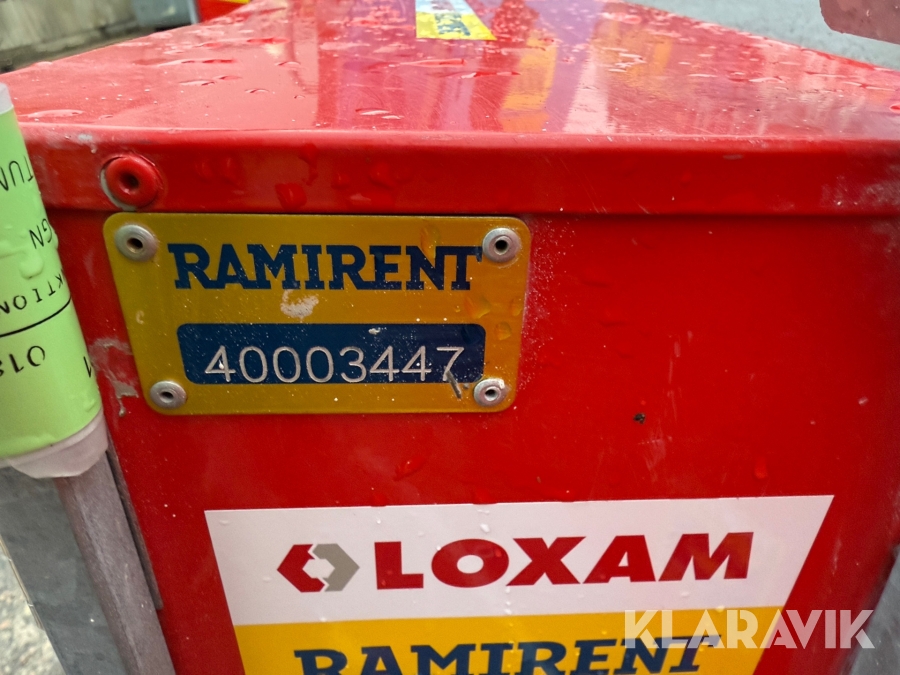 RAMIRENT
40003447
LOXAM
RAMIRENT
KLARAVIK